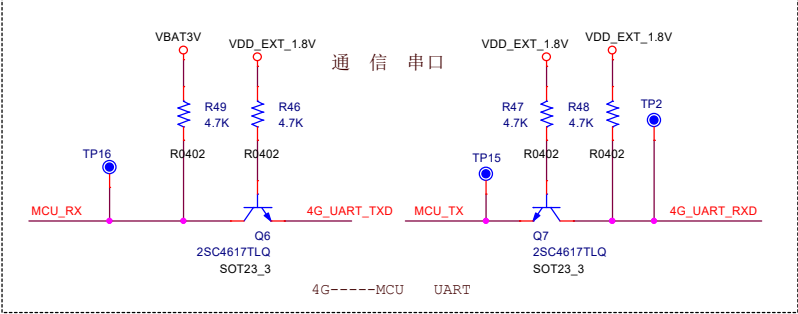 VBAT3V
VDD_EXT_1.8V
通 信 串口
VDD_EXT_1.8V
VDD_EXT_1.8V
R49
4.7K
R46
4.7K
R47
4.7K
R48
4.7K
TP2
TP16
R0402
R0402
TP15
R0402
R0402
MCU_RX
4G_UART_TXD
MCU_TX
4G_UART_RXD
Q6
2SC4617TLQ
SOT23_3
Q7
2SC4617TLQ
SOT23_3
4G-----MCU UART